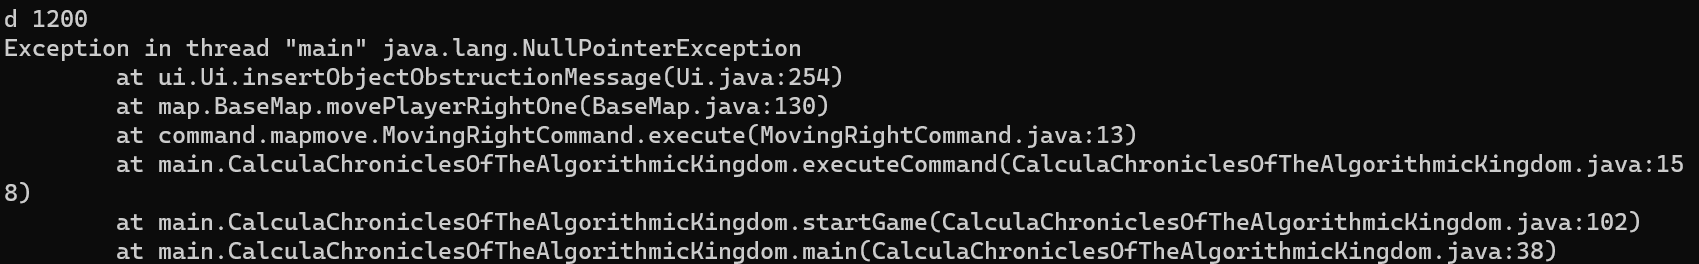 d 1200
Exception in thread "main" java.lang.NullPointerException
        at ui.Ui.insertObjectObstructionMessage(Ui.java:254)
        at map.BaseMap.movePlayerRightOne(BaseMap.java:130)
        at command.mapmove.MovingRightCommand.execute(MovingRightCommand.java:13)
        at main.CalculaChroniclesOfTheAlgorithmicKingdom.executeCommand(CalculaChroniclesOfTheAlgorithmicKingdom.java:15
8)
        at main.CalculaChroniclesOfTheAlgorithmicKingdom.startGame(CalculaChroniclesOfTheAlgorithmicKingdom.java:102)
        at main.CalculaChroniclesOfTheAlgorithmicKingdom.main(CalculaChroniclesOfTheAlgorithmicKingdom.java:38)